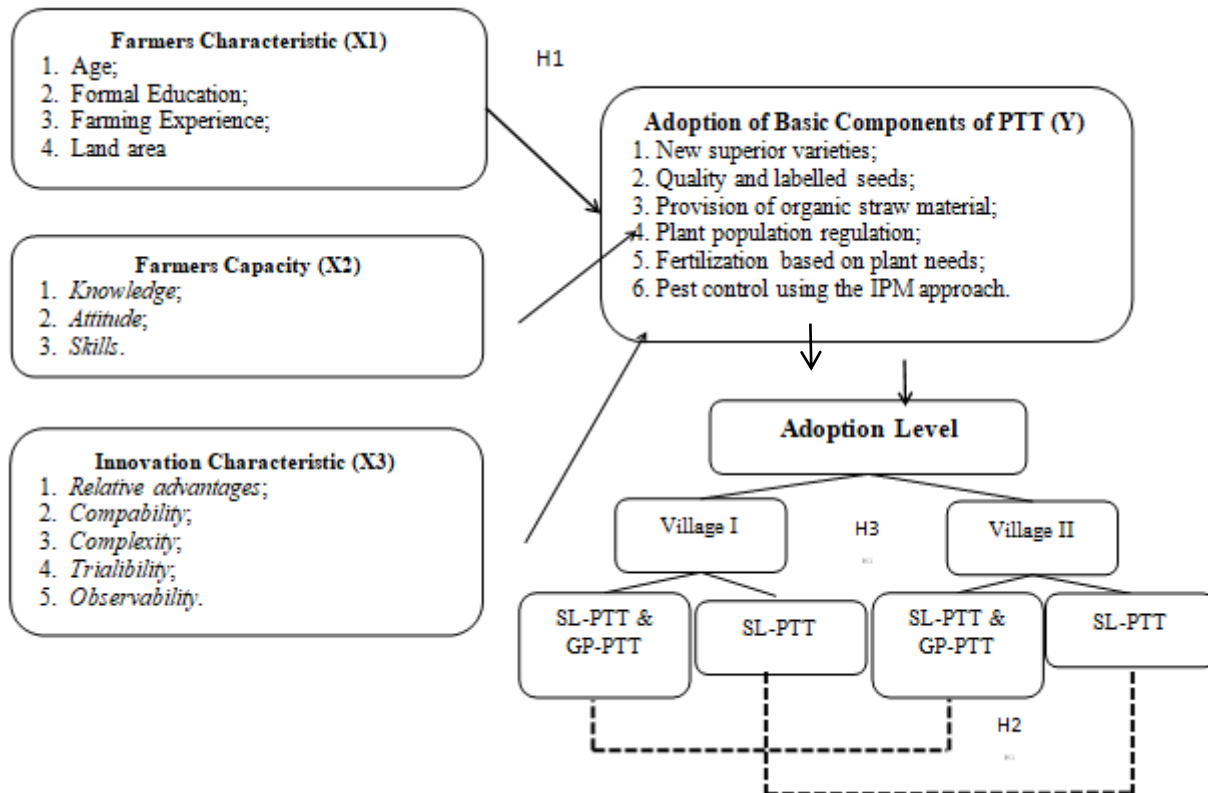 Farmers Characteristic (X1)
1. Age;
2. Formal Education;
3. Farming Experience;
4. Land area
H1
Adoption of Basic Components of PTT (Y)
1. New superior varieties;
2. Quality and labelled seeds;
3. Provision of organic straw material;
4. Plant population regulation;
5. Fertilization based on plant needs;
6. Pest control using the IPM approach.
Farmers Capacity (X2)
1. Knowledge;
2. Attitude;
3. Skills.
Innovation Characteristic (X3)
1. Relative advantages;
2. Compability;
3. Complexity;
4. Trialibility;
5. Observability.
Adoption Level
Village I
H3
Village II
SL-PTT &
GP-PTT
SL-PTT
SL-PTT &
GP-PTT
SL-PTT
H2